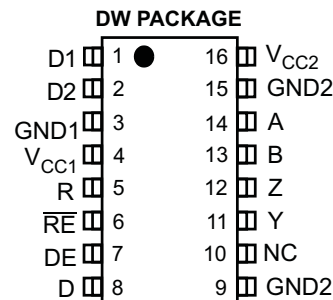 DW PACKAGE
D1 1 16 VCC2
D2 2 15 GND2
GND1 3 14 A
VCC1 4 13 B
R 5 12 Z
R̅E̅ 6 11 Y
DE 7 10 NC
D 8 9 GND2